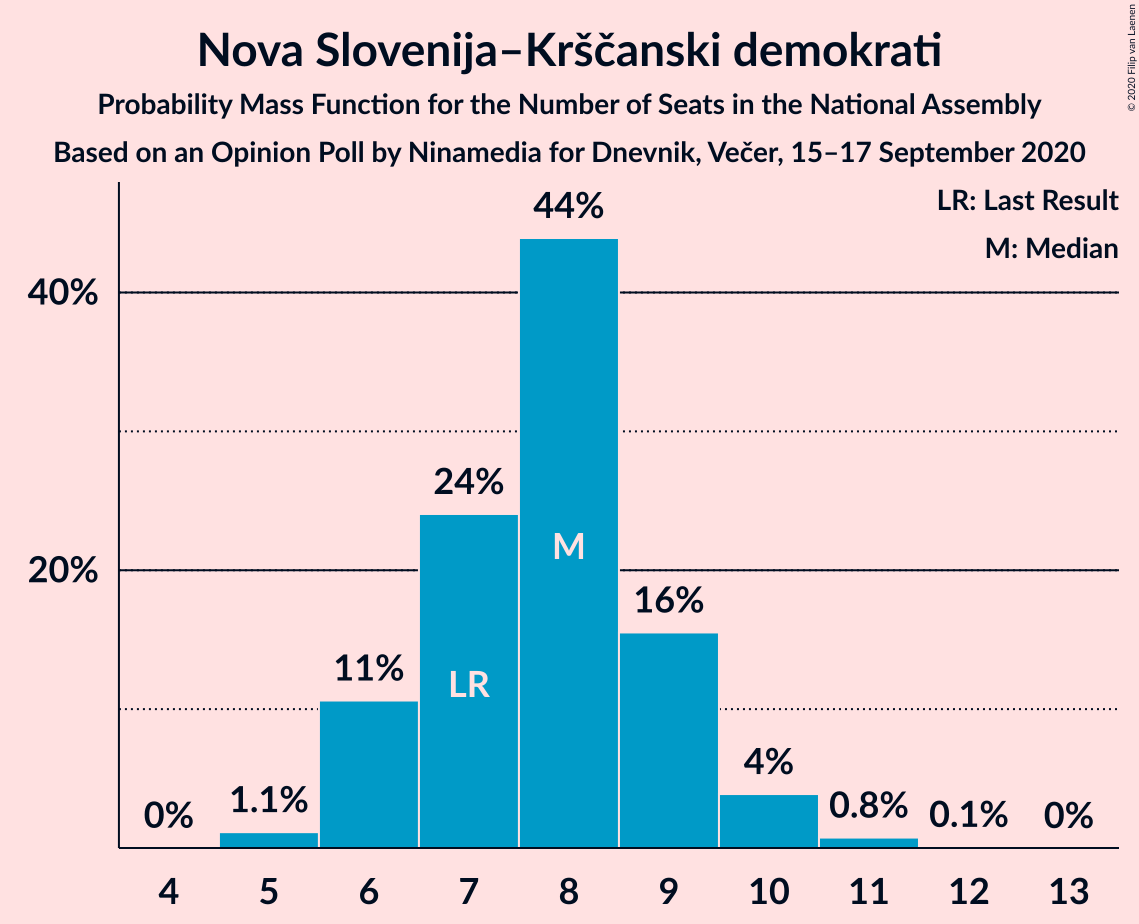 Nova Slovenija–Krščanski demokrati
Probability Mass Function for the Number of Seats in the National Assembly
Based on an Opinion Poll by Ninamedia for Dnevnik, Večer, 15–17 September 2020
© 2020 Filip van Laenen
LR: Last Result
M: Median
44%
40%
24%
M
20%
16%
11%
LR
4%
1.1%
0.8%
0%
0.1%
0%
4 5 6 7 8 9 10 11 12 13